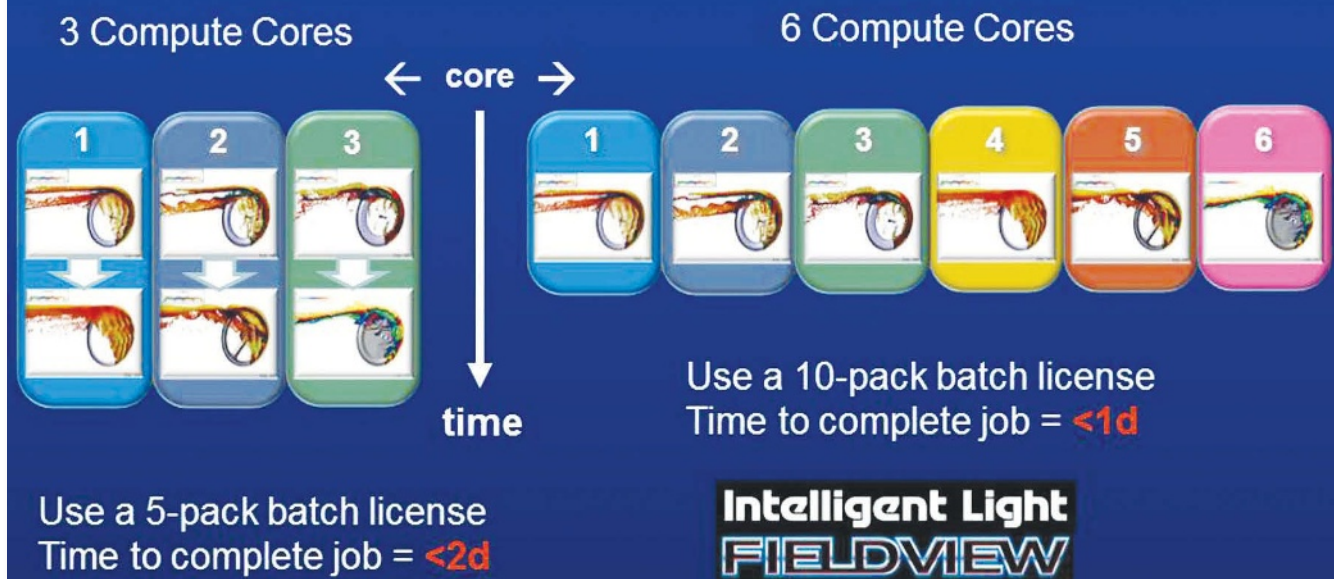 3 Compute Cores
6 Compute Cores
← core →
1
2
3
time
1
2
3
4
5
6
Use a 10-pack batch license
Time to complete job = <1d
Use a 5-pack batch license
Time to complete job = <2d
Intelligent Light
FIELDVIEW